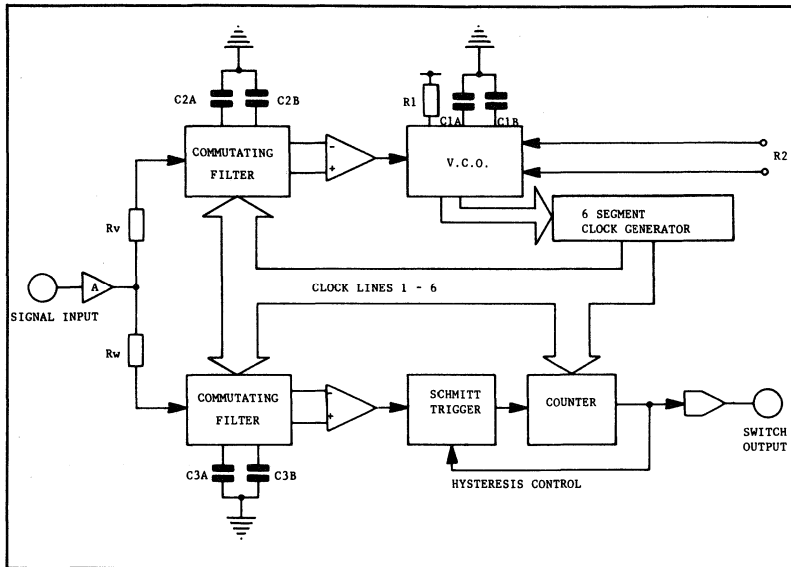 C2A
C2B
R1
C1A
C1B
COMMUTATING
FILTER
-
+
V.C.O.
R2
6 SEGMENT
CLOCK GENERATOR
Rv
A
CLOCK LINES 1 - 6
SIGNAL INPUT
Rw
COMMUTATING
FILTER
-
+
SCHMITT
TRIGGER
COUNTER
SWITCH
OUTPUT
C3A
C3B
HYSTERESIS CONTROL